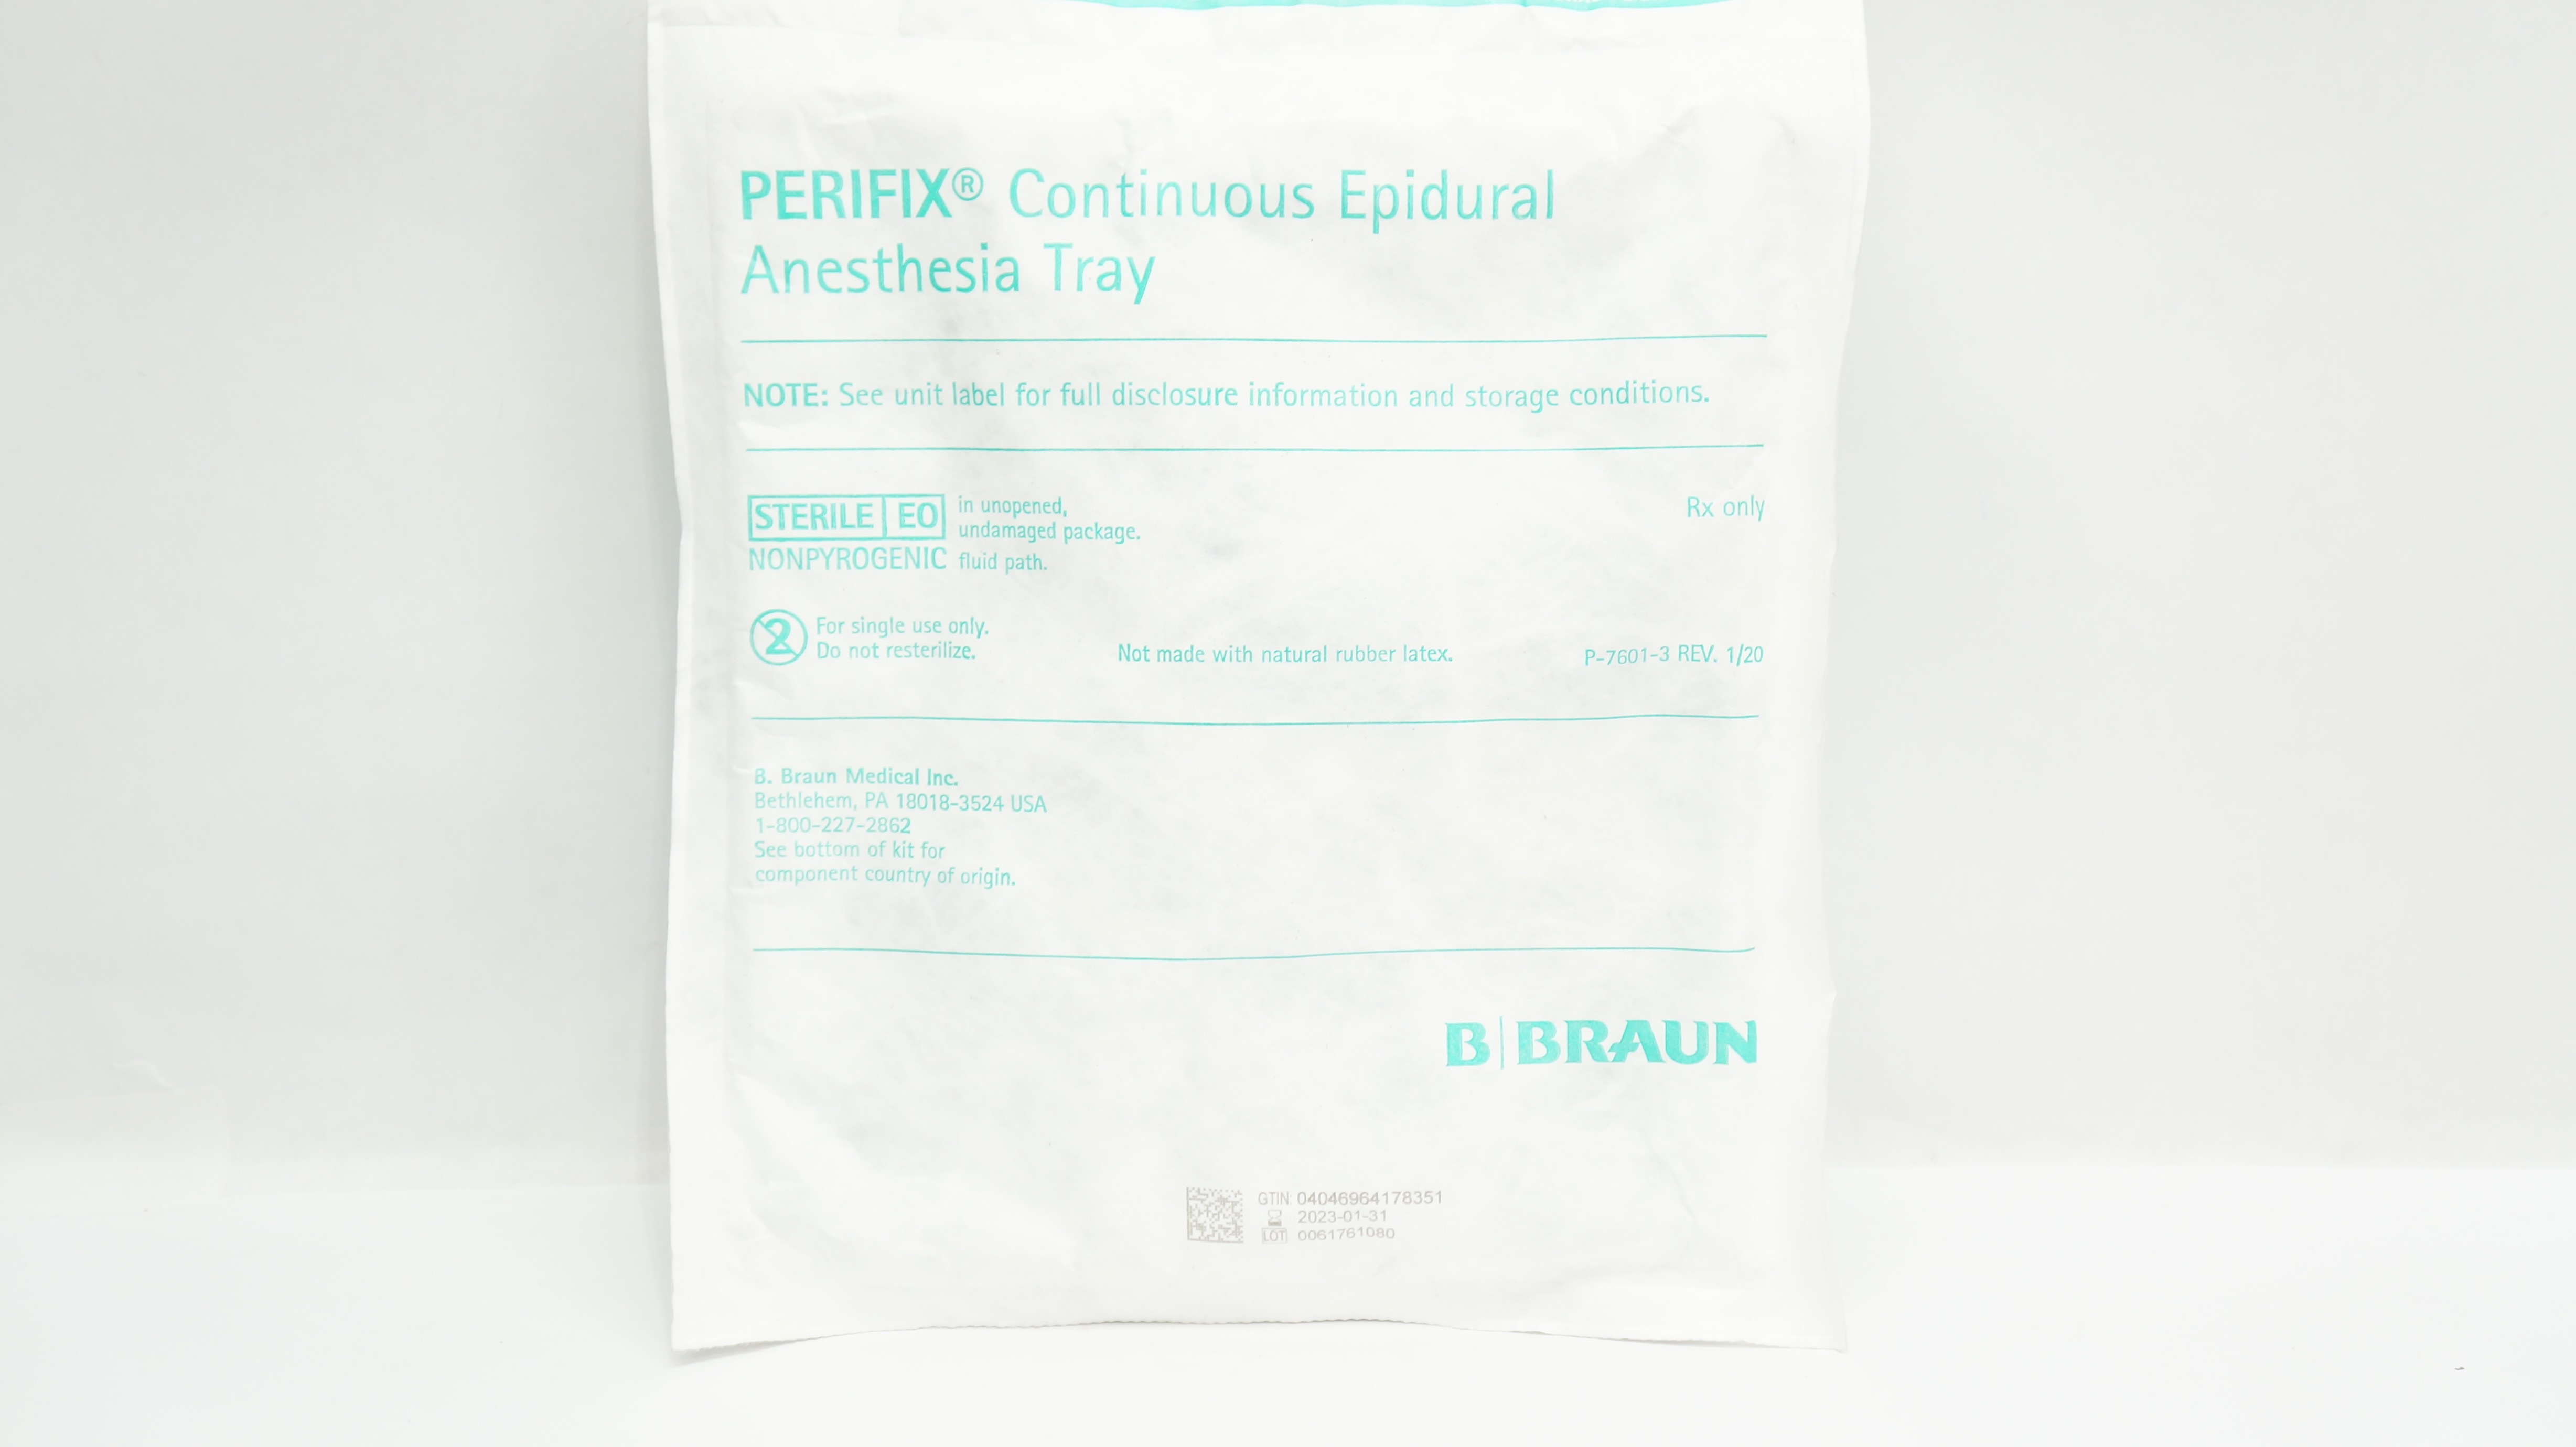 PERIFIX® Continuous Epidural
Anesthesia Tray
NOTE: See unit label for full disclosure information and storage conditions.
STERILE EO in unopened,
undamaged package.
NONPYROGENIC fluid path.
Rx only
2 For single use only.
Do not resterilize.
Not made with natural rubber latex.
P-7601-3 REV. 1/20
B. Braun Medical Inc.
Bethlehem, PA 18018-3524 USA
1-800-227-2862
See bottom of kit for
component country of origin.
B BRAUN
GTIN: 04046964178351
2023-01-31
LOT 0061761080